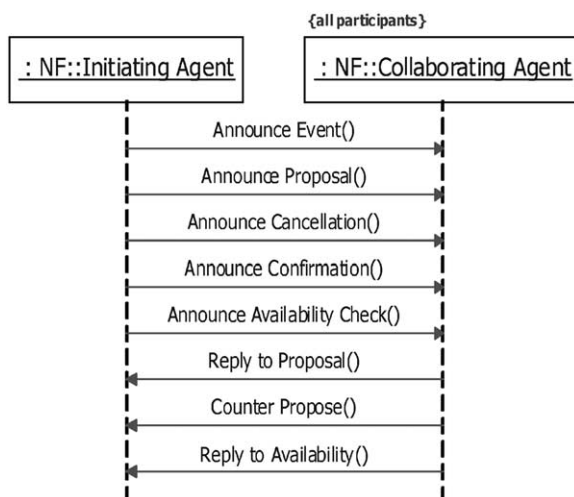 {all participants}
: NF::Initiating Agent
: NF::Collaborating Agent
Announce Event()
Announce Proposal()
Announce Cancellation()
Announce Confirmation()
Announce Availability Check()
Reply to Proposal()
Counter Propose()
Reply to Availability()